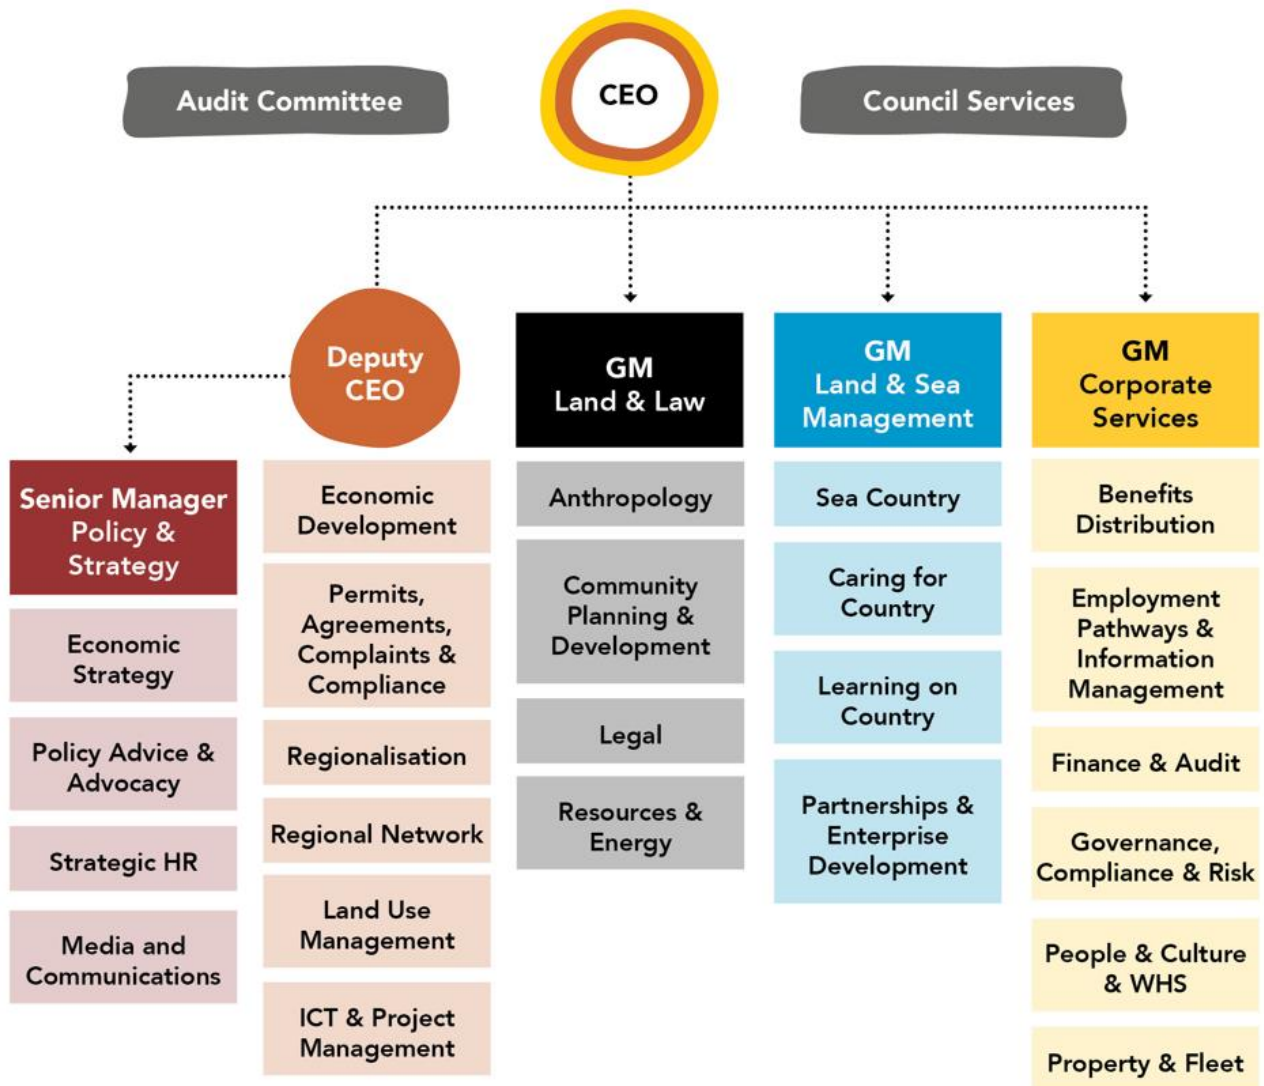 Audit Committee
CEO
Council Services
Deputy
CEO
GM
Land & Law
GM
Land & Sea
Management
GM
Corporate
Services
Senior Manager
Policy &
Strategy
Economic
Strategy
Policy Advice &
Advocacy
Strategic HR
Media and
Communications
Economic
Development
Permits,
Agreements,
Complaints &
Compliance
Regionalisation
Regional Network
Land Use
Management
ICT & Project
Management
Anthropology
Community
Planning &
Development
Legal
Resources &
Energy
Sea Country
Caring for
Country
Learning on
Country
Partnerships &
Enterprise
Development
Benefits
Distribution
Employment
Pathways &
Information
Management
Finance & Audit
Governance,
Compliance & Risk
People & Culture
& WHS
Property & Fleet